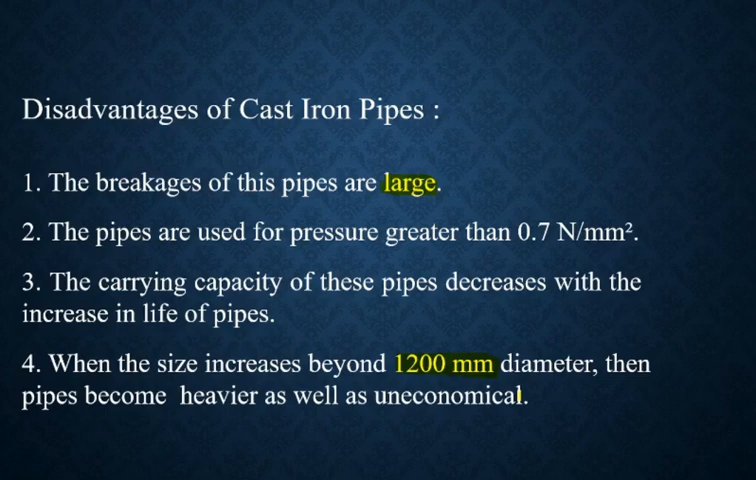 Disadvantages of Cast Iron Pipes :
1. The breakages of this pipes are large.
2. The pipes are used for pressure greater than 0.7 N/mm².
3. The carrying capacity of these pipes decreases with the
increase in life of pipes.
4. When the size increases beyond 1200 mm diameter, then
pipes become heavier as well as uneconomical.